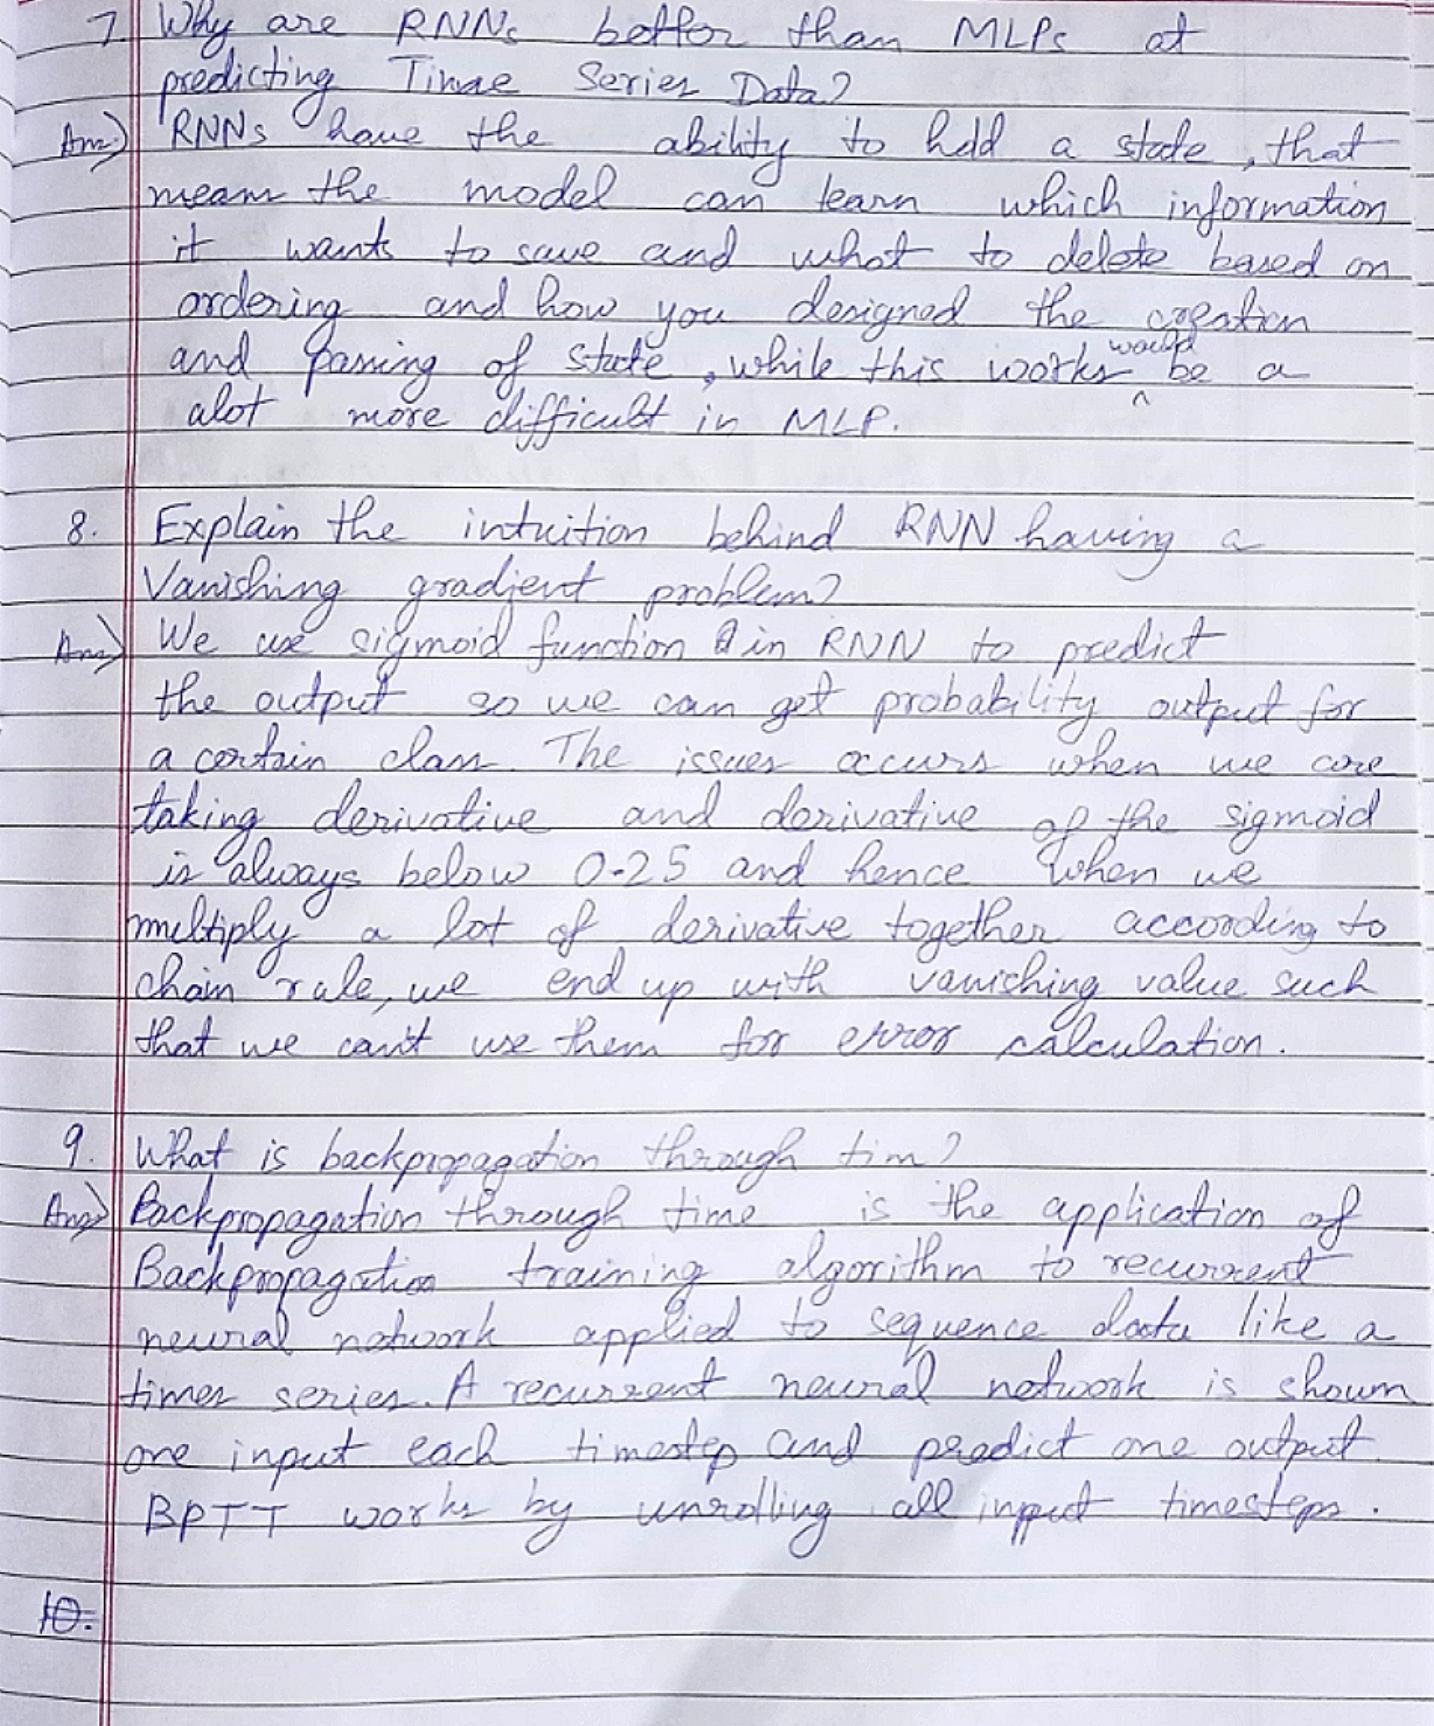 7. Why are RNNs better than MLPs at
predicting Time Series Data?
Ans) RNNs have the ability to hold a state, that
means the model can learn which information
it wants to save and what to delete based on
ordering and how you designed the creation
and passing of state, while this works would be a
alot more difficult in MLP.
8. Explain the intuition behind RNN having a
Vanishing gradient problem?
Ans) We use sigmoid function in RNN to predict
the output so we can get probability output for
a certain class. The issues occurs when we are
taking derivative and derivative of the sigmoid
is always below 0.25 and hence when we
multiply a lot of derivative together according to
chain rule, we end up with vanishing value such
that we can't use them for error calculation.
9. What is backpropagation through tim?
Ans) Backpropagation through time is the application of
Backpropagation training algorithm to recurrent
neural network applied to sequence data like a
times series. A recurrent neural network is shown
one input each timestep and predict one output.
BPTT works by unrolling all input timesteps.
10.